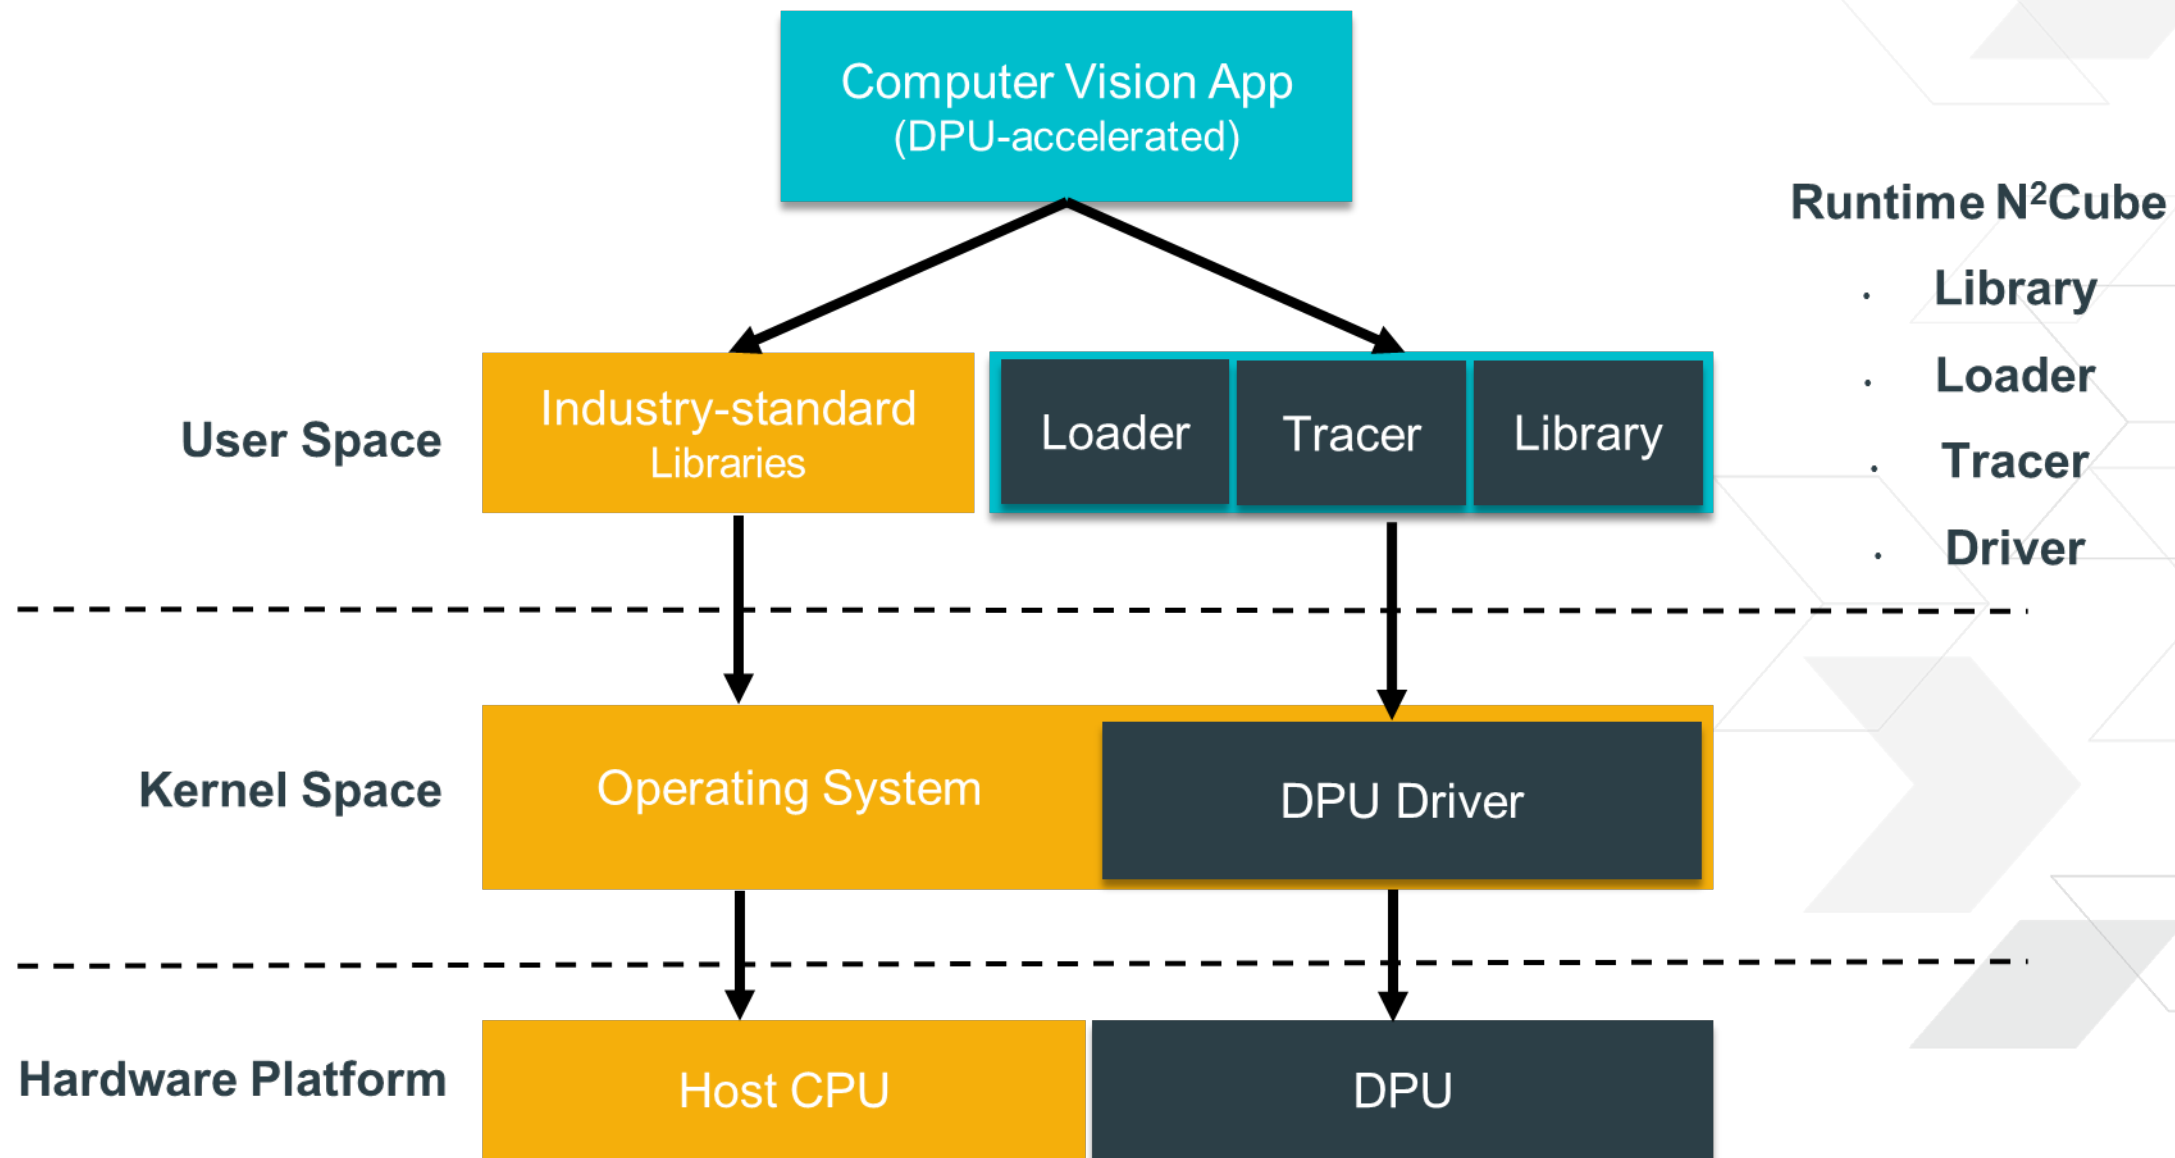 Computer Vision App
(DPU-accelerated)
Runtime N²Cube
· Library
· Loader
· Tracer
· Driver
User Space
Industry-standard
Libraries
Loader
Tracer
Library
Kernel Space
Operating System
DPU Driver
Hardware Platform
Host CPU
DPU